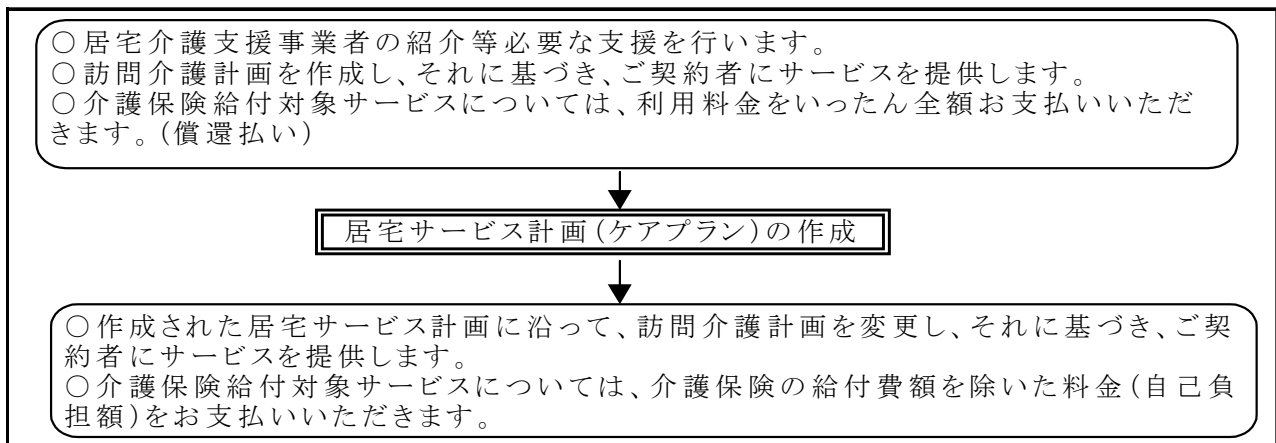 ○居宅介護支援事業者の紹介等必要な支援を行います。
○訪問介護計画を作成し、それに基づき、ご契約者にサービスを提供します。
○介護保険給付対象サービスについては、利用料金をいったん全額お支払いいただ
きます。(償還払い)
居宅サービス計画(ケアプラン)の作成
○作成された居宅サービス計画に沿って、訪問介護計画を変更し、それに基づき、ご契
約者にサービスを提供します。
○介護保険給付対象サービスについては、介護保険の給付費額を除いた料金(自己負
担額)をお支払いいただきます。